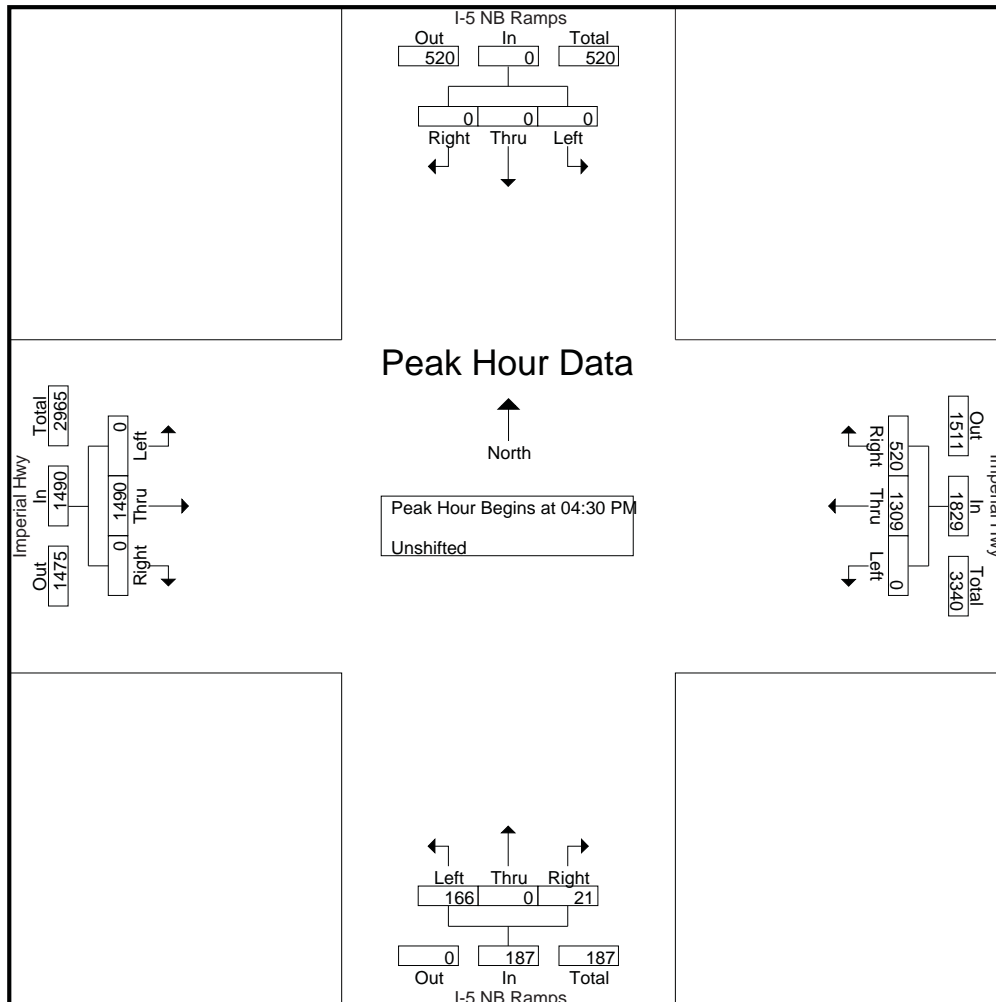 I-5 NB Ramps
Out In Total
520 0 520
0 0 0
Right Thru Left
Peak Hour Data
North
Peak Hour Begins at 04:30 PM
Unshifted
Imperial Hwy
Total In Out
2965 1490 1475
0 1490 0
Left Thru Right
Imperial Hwy
Out In Total
1511 1829 3340
520 1309 0
Right Thru Left
Left Thru Right
166 0 21
0 187 187
Out In Total
I-5 NB Ramps